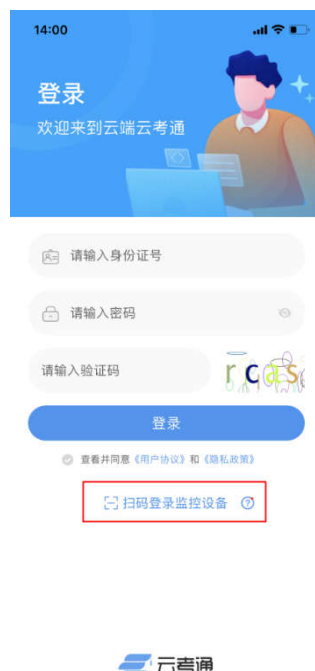 14:00
登录
欢迎来到云端云考通
请输入身份证号
请输入密码
请输入验证码
rcas
登录
查看并同意《用户协议》和《隐私政策》
扫码登录监控设备 ?
云考通